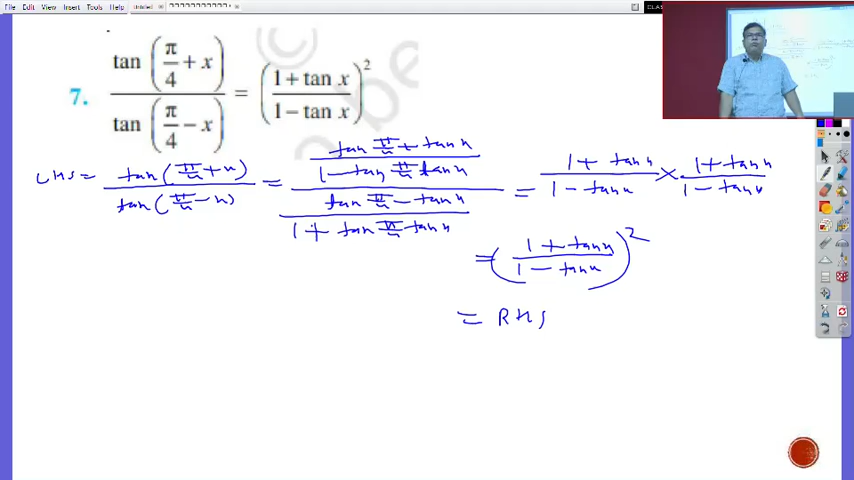 File Edit View Insert Tools Help
Untitled
7. tan(π/4 + x) / tan(π/4 − x) = ((1 + tan x) / (1 − tan x))²
LHS = tan(π/4 + x) / tan(π/4 − x) = ((tan π/4 + tan x) / (1 − tan π/4 tan x)) / ((tan π/4 − tan x) / (1 + tan π/4 tan x)) = (1 + tan x) / (1 − tan x) × (1 + tan x) / (1 − tan x)
= ((1 + tan x) / (1 − tan x))²
= RHS